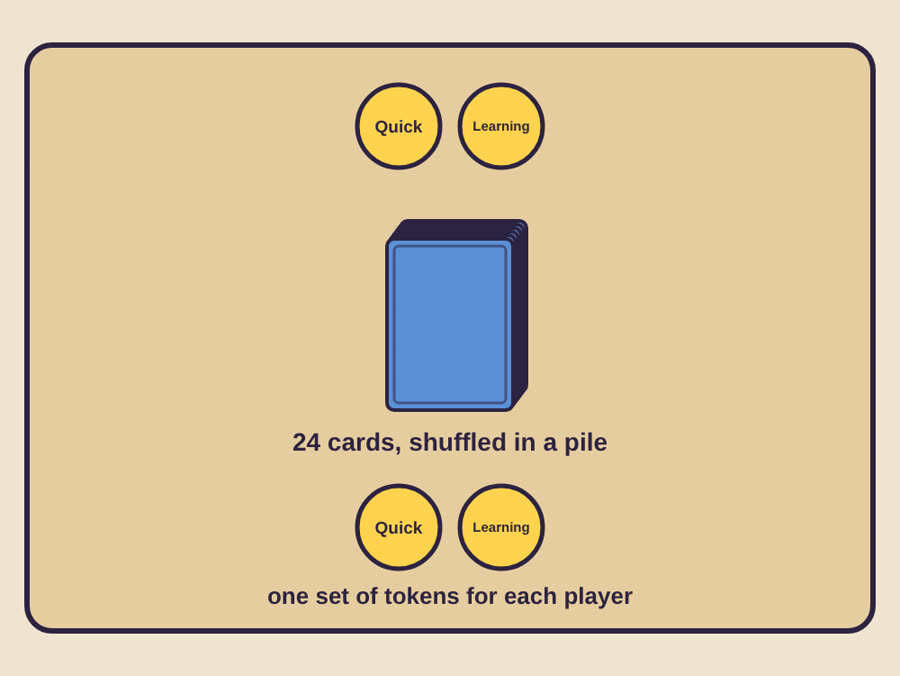 Quick Learning
24 cards, shuffled in a pile
Quick Learning
one set of tokens for each player